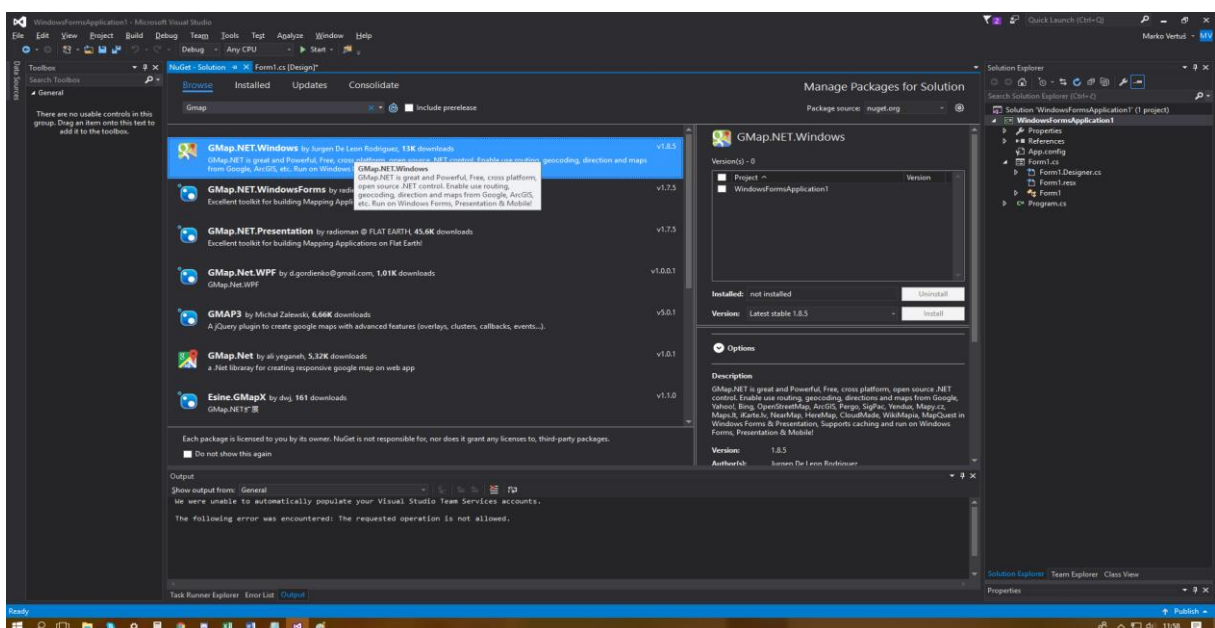 WindowsFormsApplication1 - Microsoft Visual Studio
2
Quick Launch (Ctrl+Q)
File Edit View Project Build Debug Team Tools Test Analyze Window Help
Marko Vertuš
MV
Debug Any CPU Start
Data Sources
Toolbox
Search Toolbox
General
There are no usable controls in this
group. Drag an item onto this text to
add it to the toolbox.
NuGet - Solution Form1.cs [Design]*
Browse Installed Updates Consolidate
Manage Packages for Solution
Gmap
Include prerelease
Package source: nuget.org
GMap.NET.Windows by Jurgen De Leon Rodriguez, 13K downloads
v1.8.5
GMap.NET is great and Powerful, Free, cross platform, open source .NET control. Enable use routing, geocoding, direction and maps
from Google, ArcGIS, etc. Run on Windows
GMap.NET.Windows
GMap.NET is great and Powerful, Free, cross platform,
open source .NET control. Enable use routing,
geocoding, direction and maps from Google, ArcGIS,
etc. Run on Windows Forms, Presentation & Mobile!
GMap.NET.WindowsForms by
v1.7.5
Excellent toolkit for building Mapping
GMap.NET.Presentation by radioman @ FLAT EARTH, 45,6K downloads
v1.7.5
Excellent toolkit for building Mapping Applications on Flat Earth!
GMap.Net.WPF by d.gordienko@gmail.com, 1,01K downloads
v1.0.0.1
GMap.Net.WPF
GMAP3 by Michał Zalewski, 6,66K downloads
v5.0.1
A jQuery plugin to create google maps with advanced features (overlays, clusters, callbacks, events...).
GMap.Net by ali yeganeh, 5,32K downloads
v1.0.1
a .Net libraray for creating responsive google map on web app
Esine.GMapX by dwj, 161 downloads
v1.1.0
Each package is licensed to you by its owner. NuGet is not responsible for, nor does it grant any licenses to, third-party packages.
Do not show this again
GMap.NET.Windows
Version(s) - 0
Project Version
WindowsFormsApplication1
Installed: not installed
Uninstall
Version: Latest stable 1.8.5
Install
Options
Description
GMap.NET is great and Powerful, Free, cross platform, open source .NET
control. Enable use routing, geocoding, directions and maps from Google,
Yahoo!, Bing, OpenStreetMap, ArcGIS, Pergo, SigPac, Yendux, Mapy.cz,
Maps.lt, iKarte.lv, NearMap, HereMap, CloudMade, WikiMapia, MapQuest in
Windows Forms & Presentation, Supports caching and run on Windows
Forms, Presentation & Mobile!
Version: 1.8.5
Author(s): Jurgen De Leon Rodriguez
Solution Explorer
Search Solution Explorer (Ctrl+č)
Solution 'WindowsFormsApplication1' (1 project)
WindowsFormsApplication1
Properties
References
App.config
Form1.cs
Form1.Designer.cs
Form1.resx
Form1
Program.cs
Output
Show output from: General
We were unable to automatically populate your Visual Studio Team Services accounts.
The following error was encountered: The requested operation is not allowed.
Task Runner Explorer Error List Output
Solution Explorer Team Explorer Class View
Properties
Ready
Publish
11:58